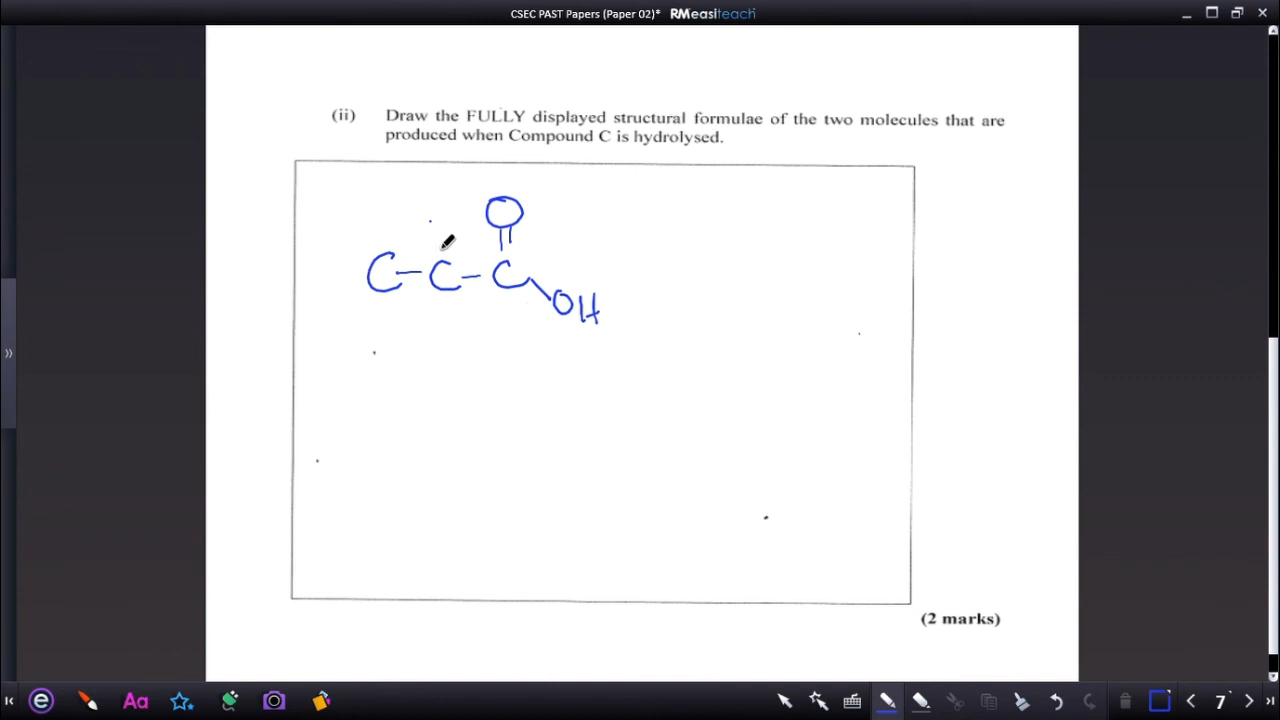 CSEC PAST Papers (Paper 02)* RMeasiteach
(ii) Draw the FULLY displayed structural formulae of the two molecules that are
produced when Compound C is hydrolysed.
O
C-C-C
OH
(2 marks)
e Aa 7